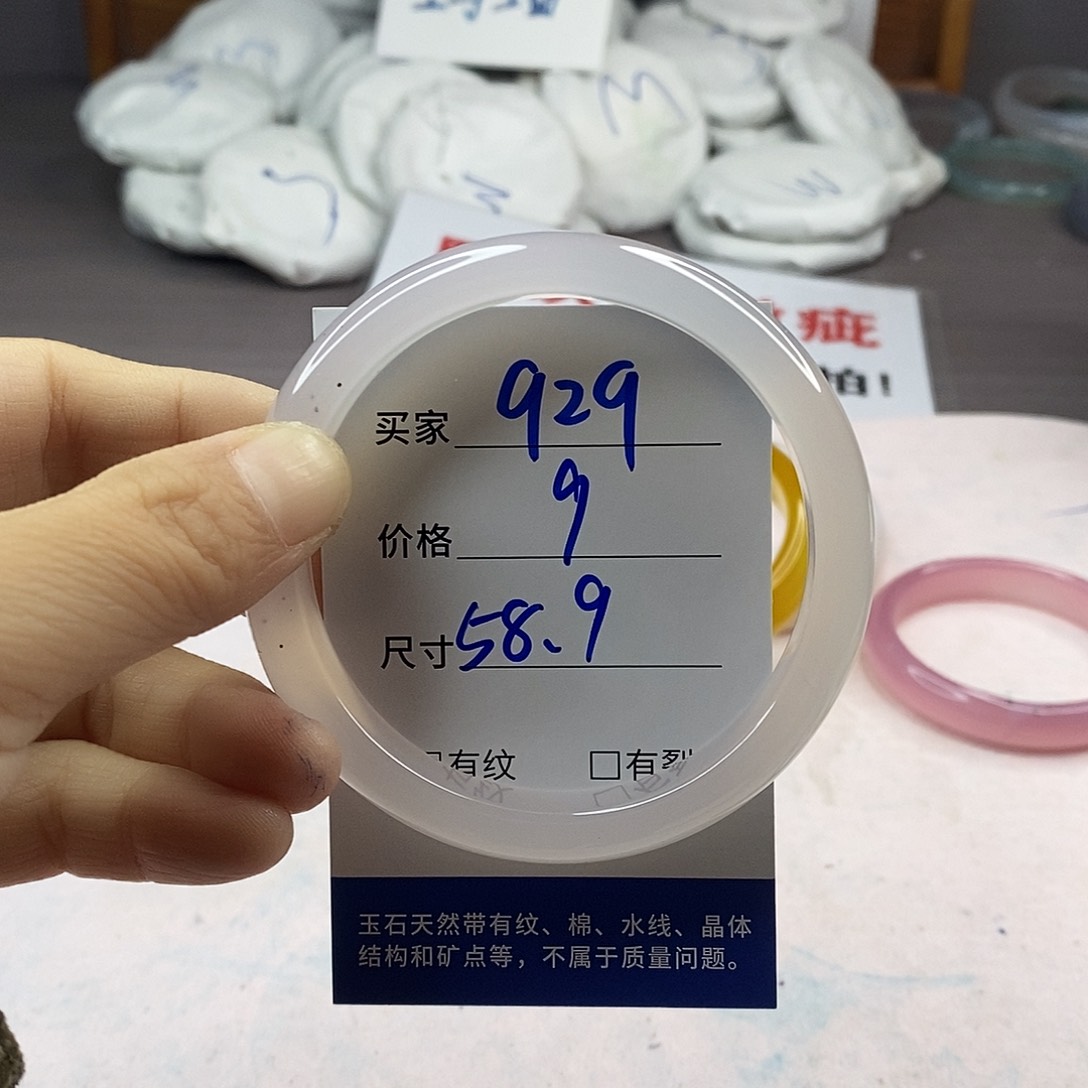 疵
拍！
买家 929
价格 9
尺寸 58.9
有纹 □有裂
玉石天然带有纹、棉、水线、晶体
结构和矿点等，不属于质量问题。